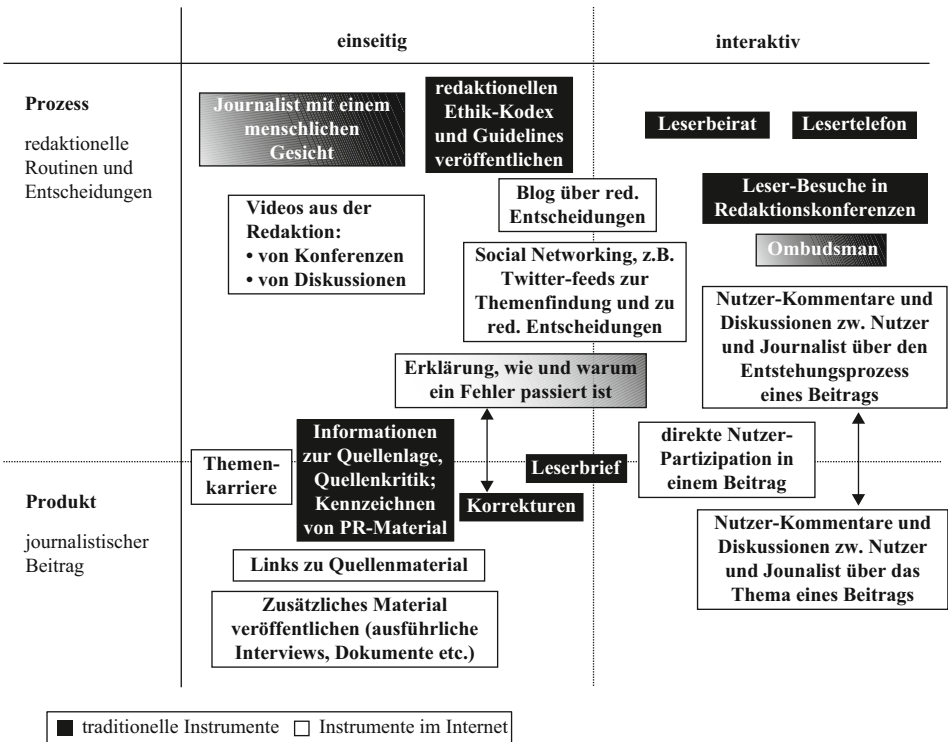 einseitig
interaktiv
Prozess
redaktionelle
Routinen und
Entscheidungen
Journalist mit einem
menschlichen
Gesicht
redaktionellen
Ethik-Kodex
und Guidelines
veröffentlichen
Leserbeirat
Lesertelefon
Videos aus der
Redaktion:
• von Konferenzen
• von Diskussionen
Blog über red.
Entscheidungen
Leser-Besuche in
Redaktionskonferenzen
Ombudsman
Social Networking, z.B.
Twitter-feeds zur
Themenfindung und zu
red. Entscheidungen
Nutzer-Kommentare und
Diskussionen zw. Nutzer
und Journalist über den
Entstehungsprozess
eines Beitrags
Erklärung, wie und warum
ein Fehler passiert ist
Themen-
karriere
Informationen
zur Quellenlage,
Quellenkritik;
Kennzeichnen
von PR-Material
Leserbrief
Korrekturen
direkte Nutzer-
Partizipation in
einem Beitrag
Produkt
journalistischer
Beitrag
Links zu Quellenmaterial
Nutzer-Kommentare und
Diskussionen zw. Nutzer
und Jounalist über das
Thema eines Beitrags
Zusätzliches Material
veröffentlichen (ausführliche
Interviews, Dokumente etc.)
traditionelle Instrumente
Instrumente im Internet